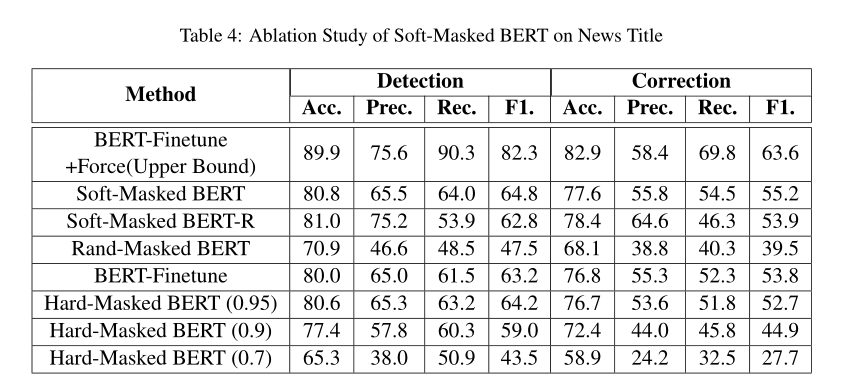 Table 4: Ablation Study of Soft-Masked BERT on News Title
Method Detection Correction
Acc. Prec. Rec. F1. Acc. Prec. Rec. F1.
BERT-Finetune
+Force(Upper Bound) 89.9 75.6 90.3 82.3 82.9 58.4 69.8 63.6
Soft-Masked BERT 80.8 65.5 64.0 64.8 77.6 55.8 54.5 55.2
Soft-Masked BERT-R 81.0 75.2 53.9 62.8 78.4 64.6 46.3 53.9
Rand-Masked BERT 70.9 46.6 48.5 47.5 68.1 38.8 40.3 39.5
BERT-Finetune 80.0 65.0 61.5 63.2 76.8 55.3 52.3 53.8
Hard-Masked BERT (0.95) 80.6 65.3 63.2 64.2 76.7 53.6 51.8 52.7
Hard-Masked BERT (0.9) 77.4 57.8 60.3 59.0 72.4 44.0 45.8 44.9
Hard-Masked BERT (0.7) 65.3 38.0 50.9 43.5 58.9 24.2 32.5 27.7